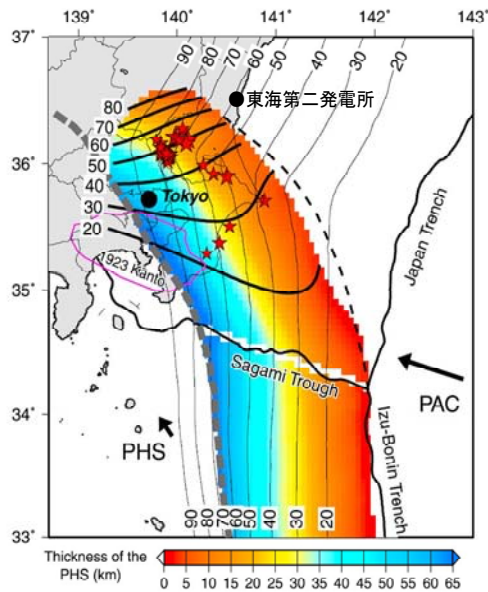 139° 140° 141° 142° 143°
37°
36°
35°
34°
33°
90
80
70
60
50
40
30
20
東海第二発電所
80
70
60
50
40
30
20
Tokyo
1923 Kanto
Japan Trench
Sagami Trough
PAC
PHS
Izu-Bonin Trench
90 80 70 60 50 40 30 20
Thickness of the
PHS (km)
0 5 10 15 20 25 30 35 40 45 50 55 60 65